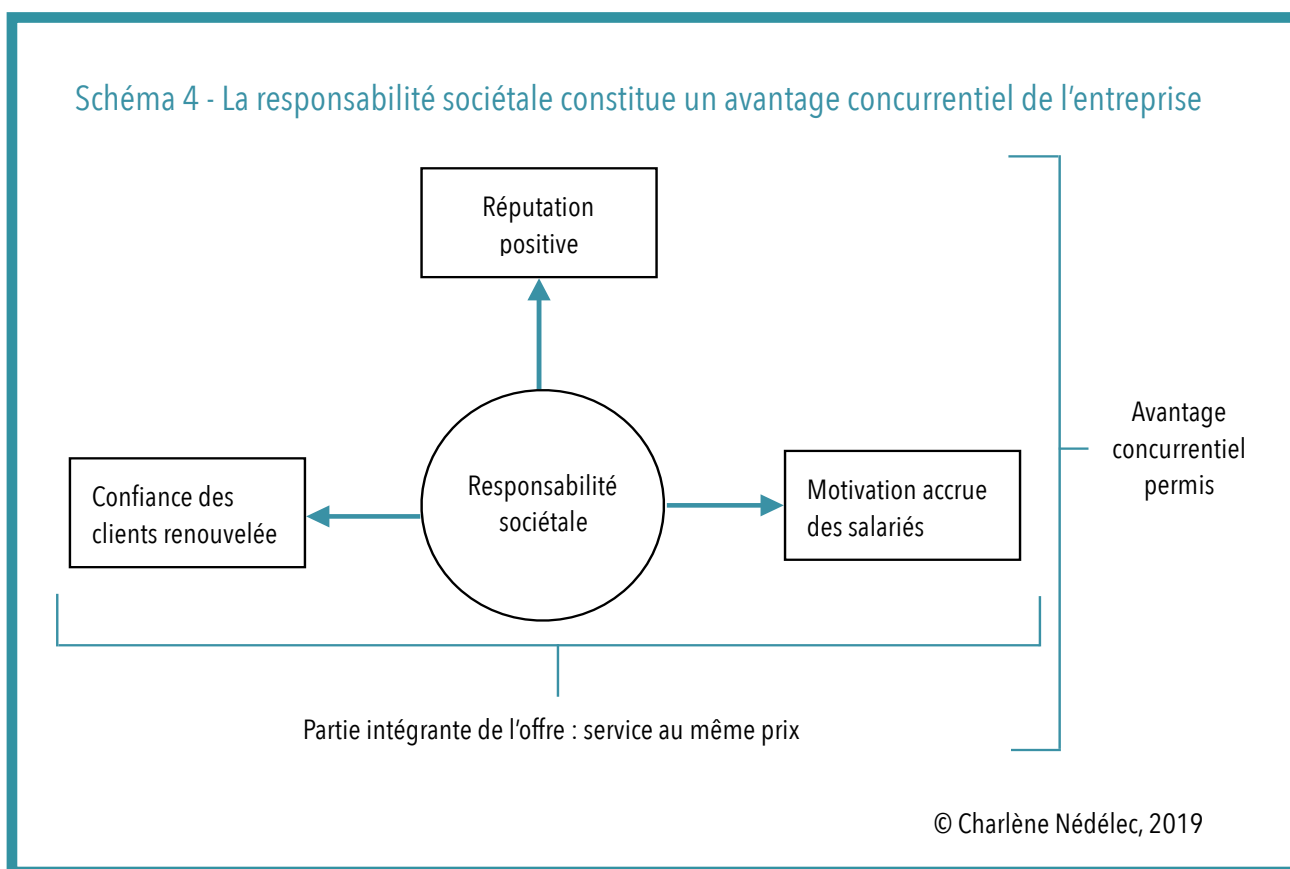 Schéma 4 - La responsabilité sociétale constitue un avantage concurrentiel de l’entreprise
Réputation
positive
Confiance des
clients renouvelée
Responsabilité
sociétale
Motivation accrue
des salariés
Avantage
concurrentiel
permis
Partie intégrante de l’offre : service au même prix
© Charlène Nédélec, 2019